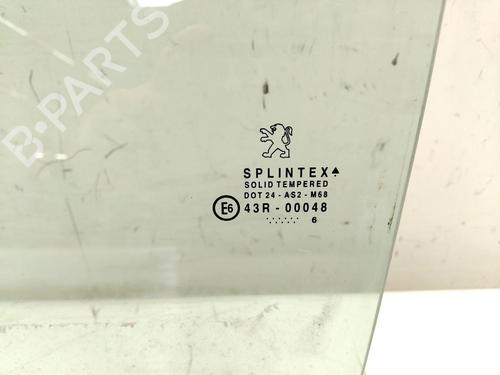 B-PARTS
SPLINTEX
SOLID TEMPERED
DOT 24 - AS2 - M68
E6 43R - 00048
6